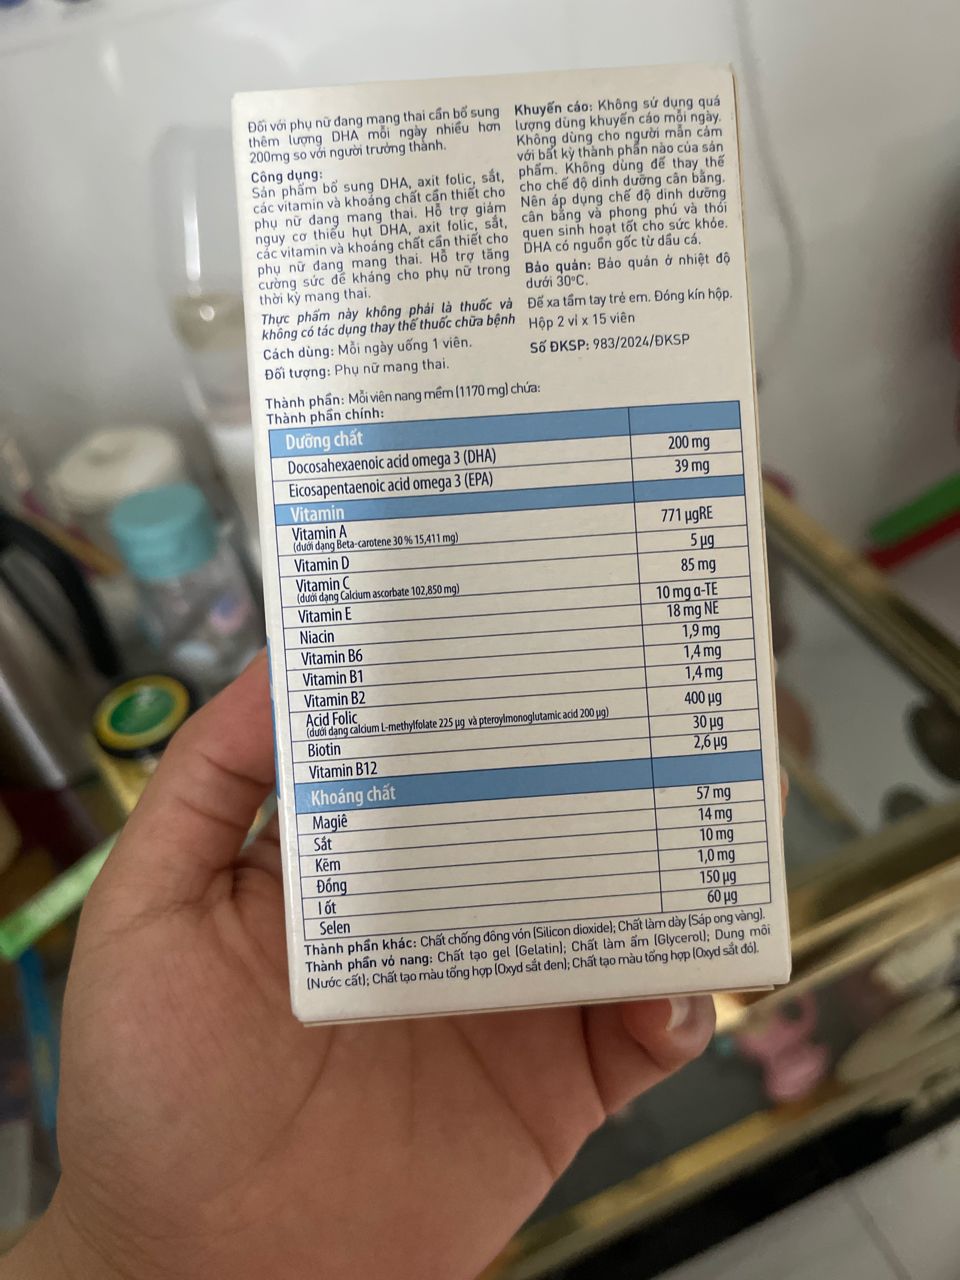 Đối với phụ nữ đang mang thai cần bổ sung
thêm lượng DHA mỗi ngày nhiều hơn
200mg so với người trưởng thành.
Công dụng:
Sản phẩm bổ sung DHA, axit folic, sắt,
các vitamin và khoáng chất cần thiết cho
phụ nữ đang mang thai. Hỗ trợ giảm
nguy cơ thiếu hụt DHA, axit folic, sắt,
các vitamin và khoáng chất cần thiết cho
phụ nữ đang mang thai. Hỗ trợ tăng
cường sức đề kháng cho phụ nữ trong
thời kỳ mang thai.
Thực phẩm này không phải là thuốc và
không có tác dụng thay thế thuốc chữa bệnh
Cách dùng: Mỗi ngày uống 1 viên.
Đối tượng: Phụ nữ mang thai.
Khuyến cáo: Không sử dụng quá
lượng dùng khuyến cáo mỗi ngày.
Không dùng cho người mẫn cảm
với bất kỳ thành phần nào của sản
phẩm. Không dùng để thay thế
cho chế độ dinh dưỡng cân bằng.
Nên áp dụng chế độ dinh dưỡng
cân bằng và phong phú và thói
quen sinh hoạt tốt cho sức khỏe.
DHA có nguồn gốc từ dầu cá.
Bảo quản: Bảo quản ở nhiệt độ
dưới 30°C.
Để xa tầm tay trẻ em. Đóng kín hộp.
Hộp 2 vỉ x 15 viên
Số ĐKSP: 983/2024/ĐKSP
Thành phần: Mỗi viên nang mềm (1170 mg) chứa:
Thành phần chính:
Dưỡng chất
Docosahexaenoic acid omega 3 (DHA) 200 mg
Eicosapentaenoic acid omega 3 (EPA) 39 mg
Vitamin
Vitamin A 771 µgRE
(dưới dạng Beta-carotene 30 % 15,411 mg)
Vitamin D 5 µg
Vitamin C 85 mg
(dưới dạng Calcium ascorbate 102,850 mg)
Vitamin E 10 mg α-TE
Niacin 18 mg NE
Vitamin B6 1,9 mg
Vitamin B1 1,4 mg
Vitamin B2 1,4 mg
Acid Folic 400 µg
(dưới dạng calcium L-methylfolate 225 µg và pteroylmonoglutamic acid 200 µg)
Biotin 30 µg
Vitamin B12 2,6 µg
Khoáng chất
Magiê 57 mg
Sắt 14 mg
Kẽm 10 mg
Đồng 1,0 mg
I ốt 150 µg
Selen 60 µg
Thành phần khác: Chất chống đông vón (Silicon dioxide); Chất làm dày (Sáp ong vàng).
Thành phần vỏ nang: Chất tạo gel (Gelatin); Chất làm ẩm (Glycerol); Dung môi
(Nước cất); Chất tạo màu tổng hợp (Oxyd sắt đen); Chất tạo màu tổng hợp (Oxyd sắt đỏ).